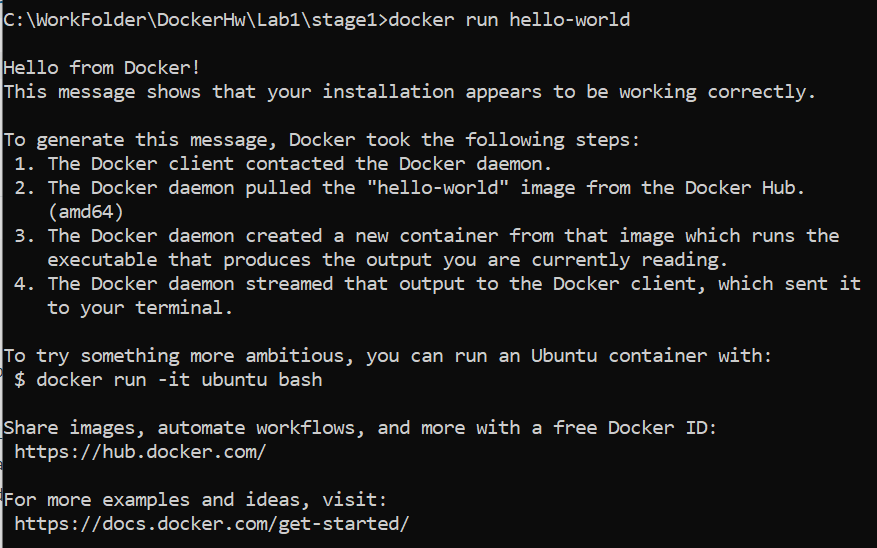 C:\WorkFolder\DockerHw\Lab1\stage1>docker run hello-world
Hello from Docker!
This message shows that your installation appears to be working correctly.
To generate this message, Docker took the following steps:
1. The Docker client contacted the Docker daemon.
2. The Docker daemon pulled the "hello-world" image from the Docker Hub.
(amd64)
3. The Docker daemon created a new container from that image which runs the
executable that produces the output you are currently reading.
4. The Docker daemon streamed that output to the Docker client, which sent it
to your terminal.
To try something more ambitious, you can run an Ubuntu container with:
$ docker run -it ubuntu bash
Share images, automate workflows, and more with a free Docker ID:
https://hub.docker.com/
For more examples and ideas, visit:
https://docs.docker.com/get-started/